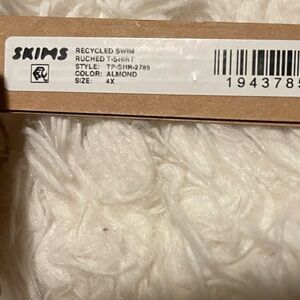 SKIMS
RECYCLED SWIM
RUCHED T-SHIRT
STYLE: TP-SHR-2789
COLOR: ALMOND
SIZE: 4X
1943785